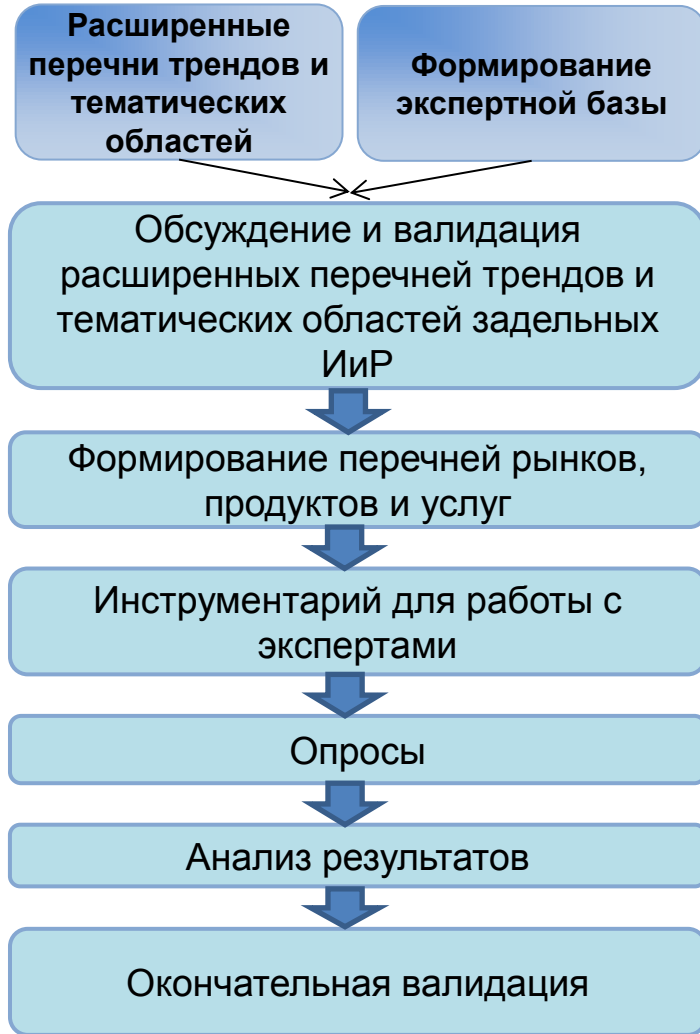 Расширенные
перечни трендов и
тематических
областей
Формирование
экспертной базы
Обсуждение и валидация
расширенных перечней трендов и
тематических областей задельных
ИиР
Формирование перечней рынков,
продуктов и услуг
Инструментарий для работы с
экспертами
Опросы
Анализ результатов
Окончательная валидация